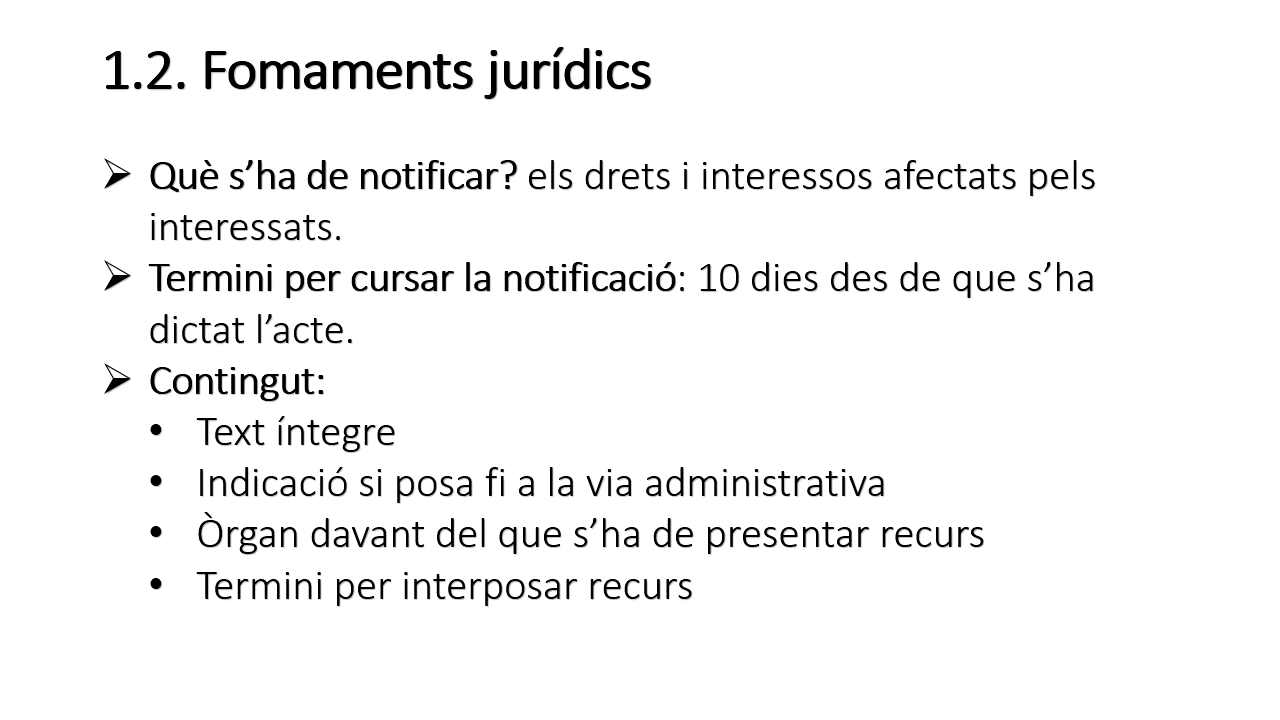 1.2. Fomaments jurídics
➢ Què s’ha de notificar? els drets i interessos afectats pels
interessats.
➢ Termini per cursar la notificació: 10 dies des de que s’ha
dictat l’acte.
➢ Contingut:
• Text íntegre
• Indicació si posa fi a la via administrativa
• Òrgan davant del que s’ha de presentar recurs
• Termini per interposar recurs